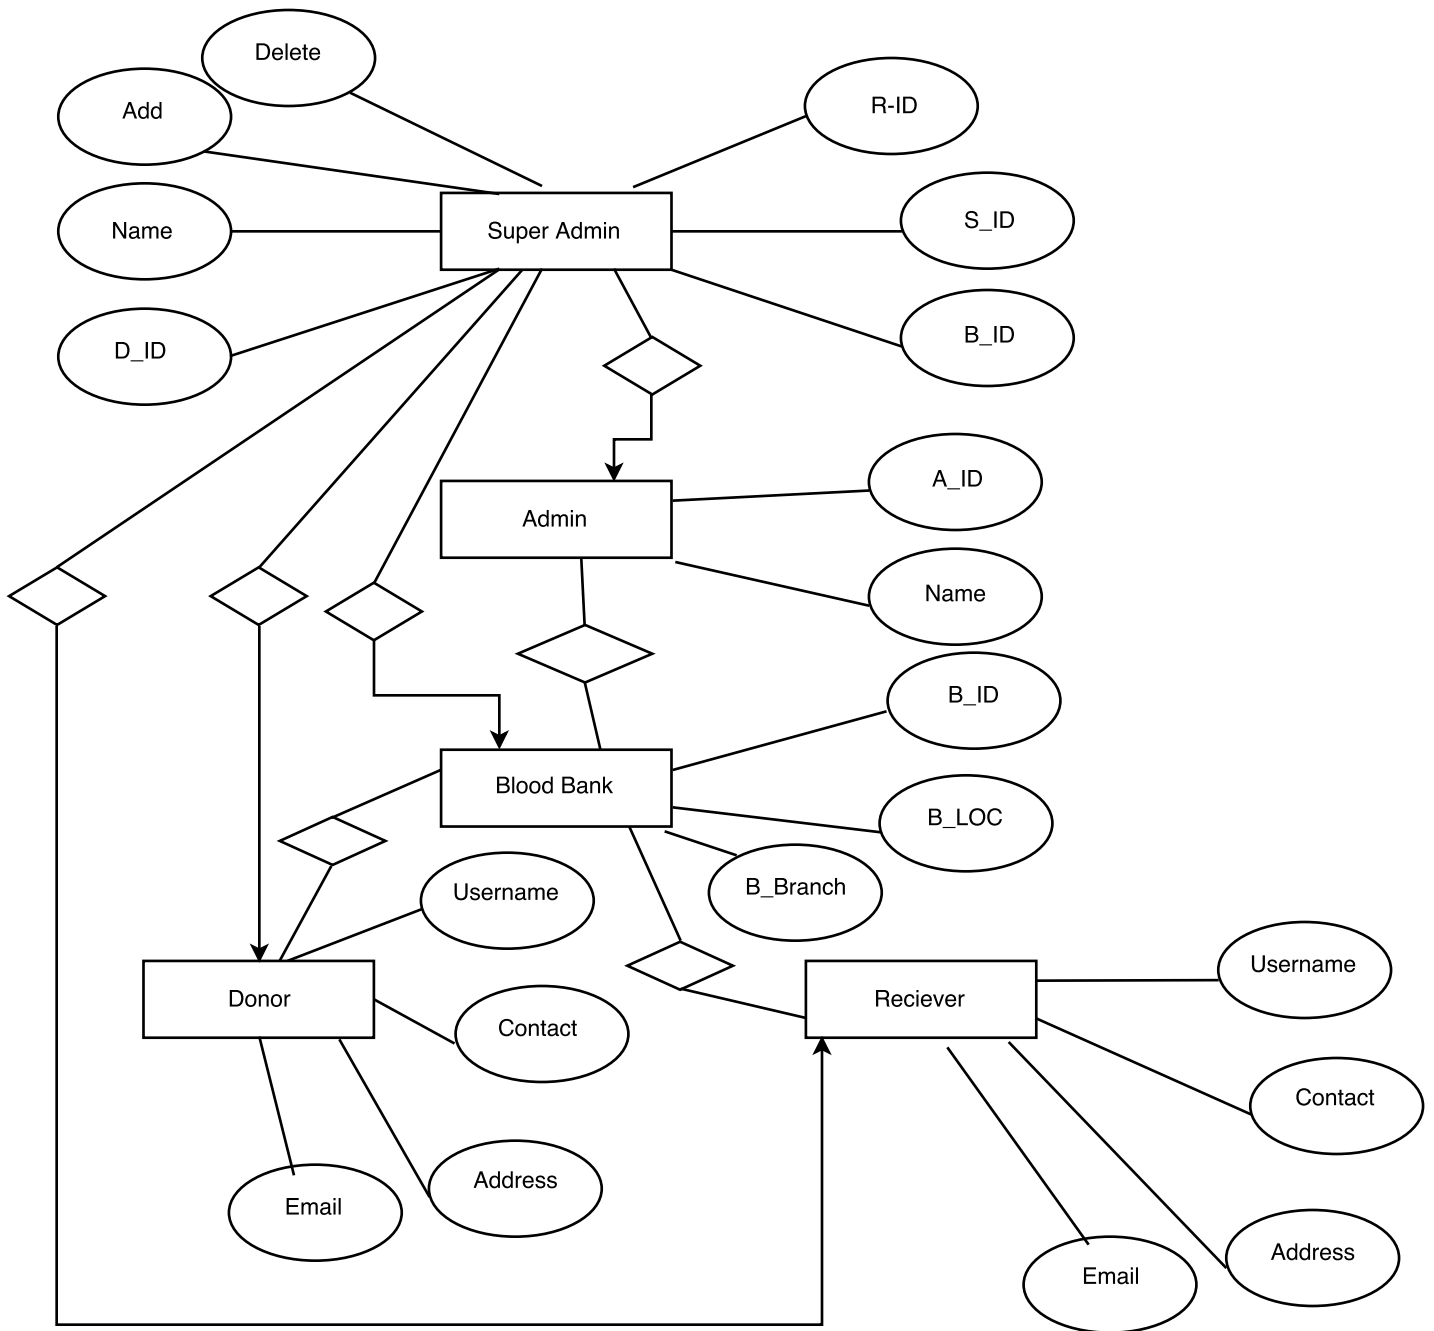 Delete
Add
R-ID
Name
Super Admin
S_ID
D_ID
B_ID
A_ID
Admin
Name
B_ID
Blood Bank
B_LOC
Username
B_Branch
Donor
Contact
Reciever
Username
Contact
Email
Address
Email
Address